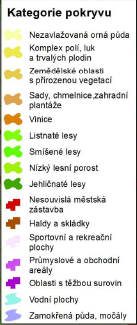 Kategorie pokryvu
Nezavlažovaná orná půda
Komplex polí, luk
a trvalých plodin
Zemědělské oblasti
s přirozenou vegetací
Sady, chmelnice,zahradní
plantáže
Vinice
Listnaté lesy
Smíšené lesy
Nízký lesní porost
Jehličnaté lesy
Nesouvislá městská
zástavba
Haldy a skládky
Sportovní a rekreační
plochy
Průmyslové a obchodní
areály
Oblasti s těžbou surovin
Vodní plochy
Zamokřená půda, močály